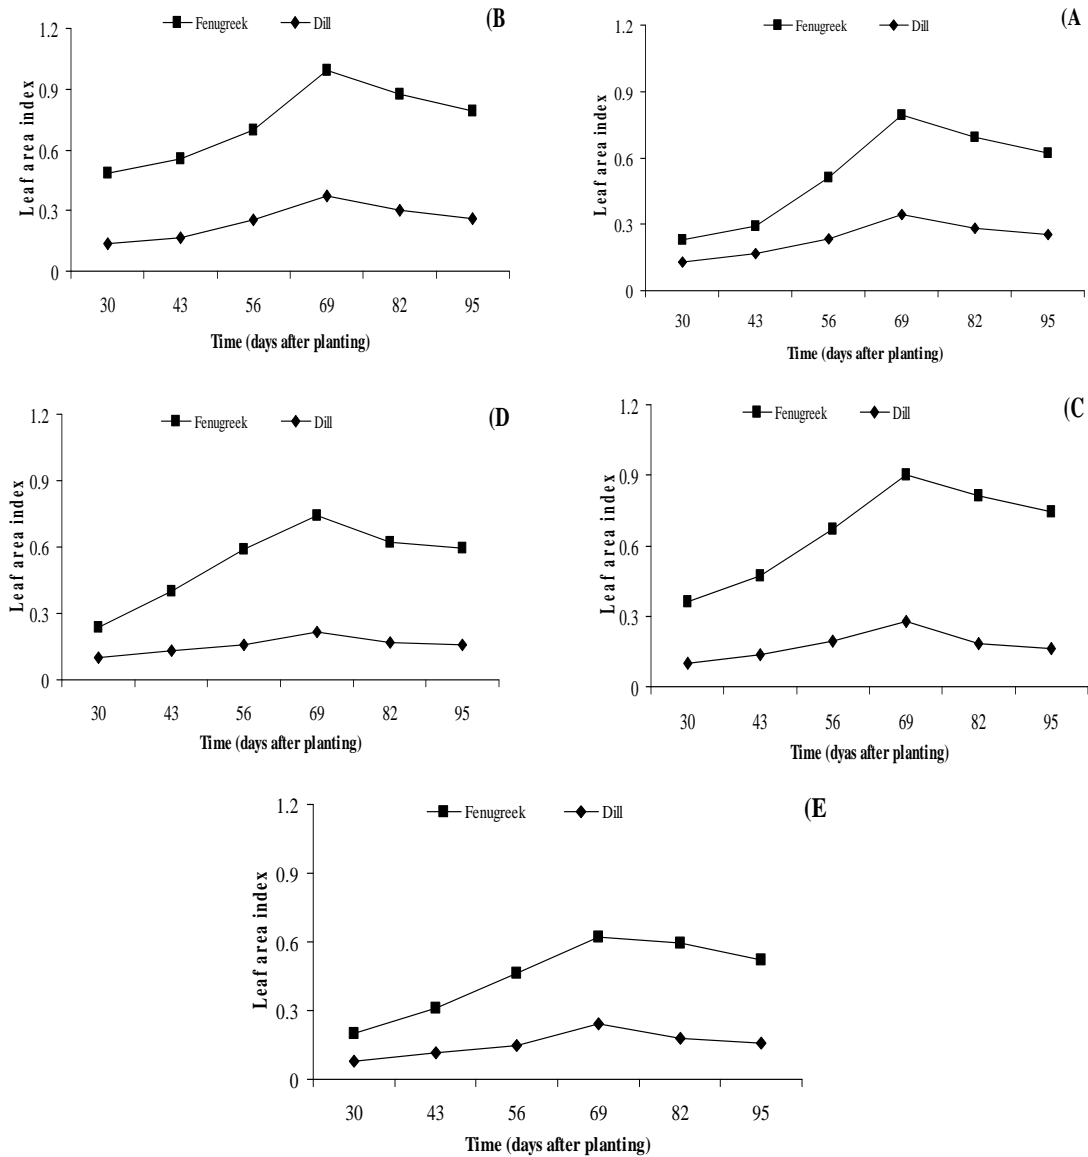 Fenugreek Dill (B)
1.2
0.9
0.6
0.3
0
Leaf area index
30 43 56 69 82 95
Time (days after planting)
Fenugreek Dill (A
1.2
0.9
0.6
0.3
0
Leaf area index
30 43 56 69 82 95
Time (days after planting)
Fenugreek Dill (D
1.2
0.9
0.6
0.3
0
Leaf area index
30 43 56 69 82 95
Time (days after planting)
Fenugreek Dill (C
1.2
0.9
0.6
0.3
0
Leaf area index
30 43 56 69 82 95
Time (dyas after planting)
Fenugreek Dill (E
1.2
0.9
0.6
0.3
0
Leaf area index
30 43 56 69 82 95
Time (days after planting)